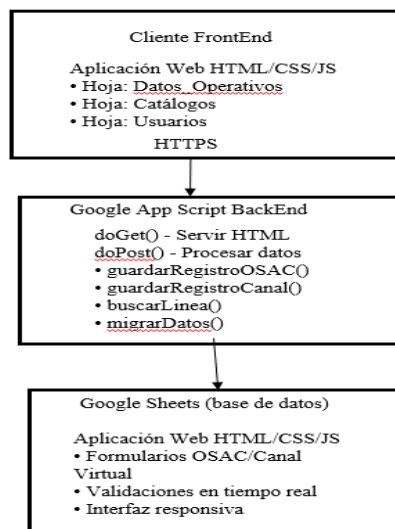 Cliente FrontEnd
Aplicación Web HTML/CSS/JS
• Hoja: Datos_Operativos
• Hoja: Catálogos
• Hoja: Usuarios
HTTPS
Google App Script BackEnd
doGet() - Servir HTML
doPost() - Procesar datos
• guardarRegistroOSAC()
• guardarRegistroCanal()
• buscarLinea()
• migrarDatos()
Google Sheets (base de datos)
Aplicación Web HTML/CSS/JS
• Formularios OSAC/Canal
Virtual
• Validaciones en tiempo real
• Interfaz responsiva